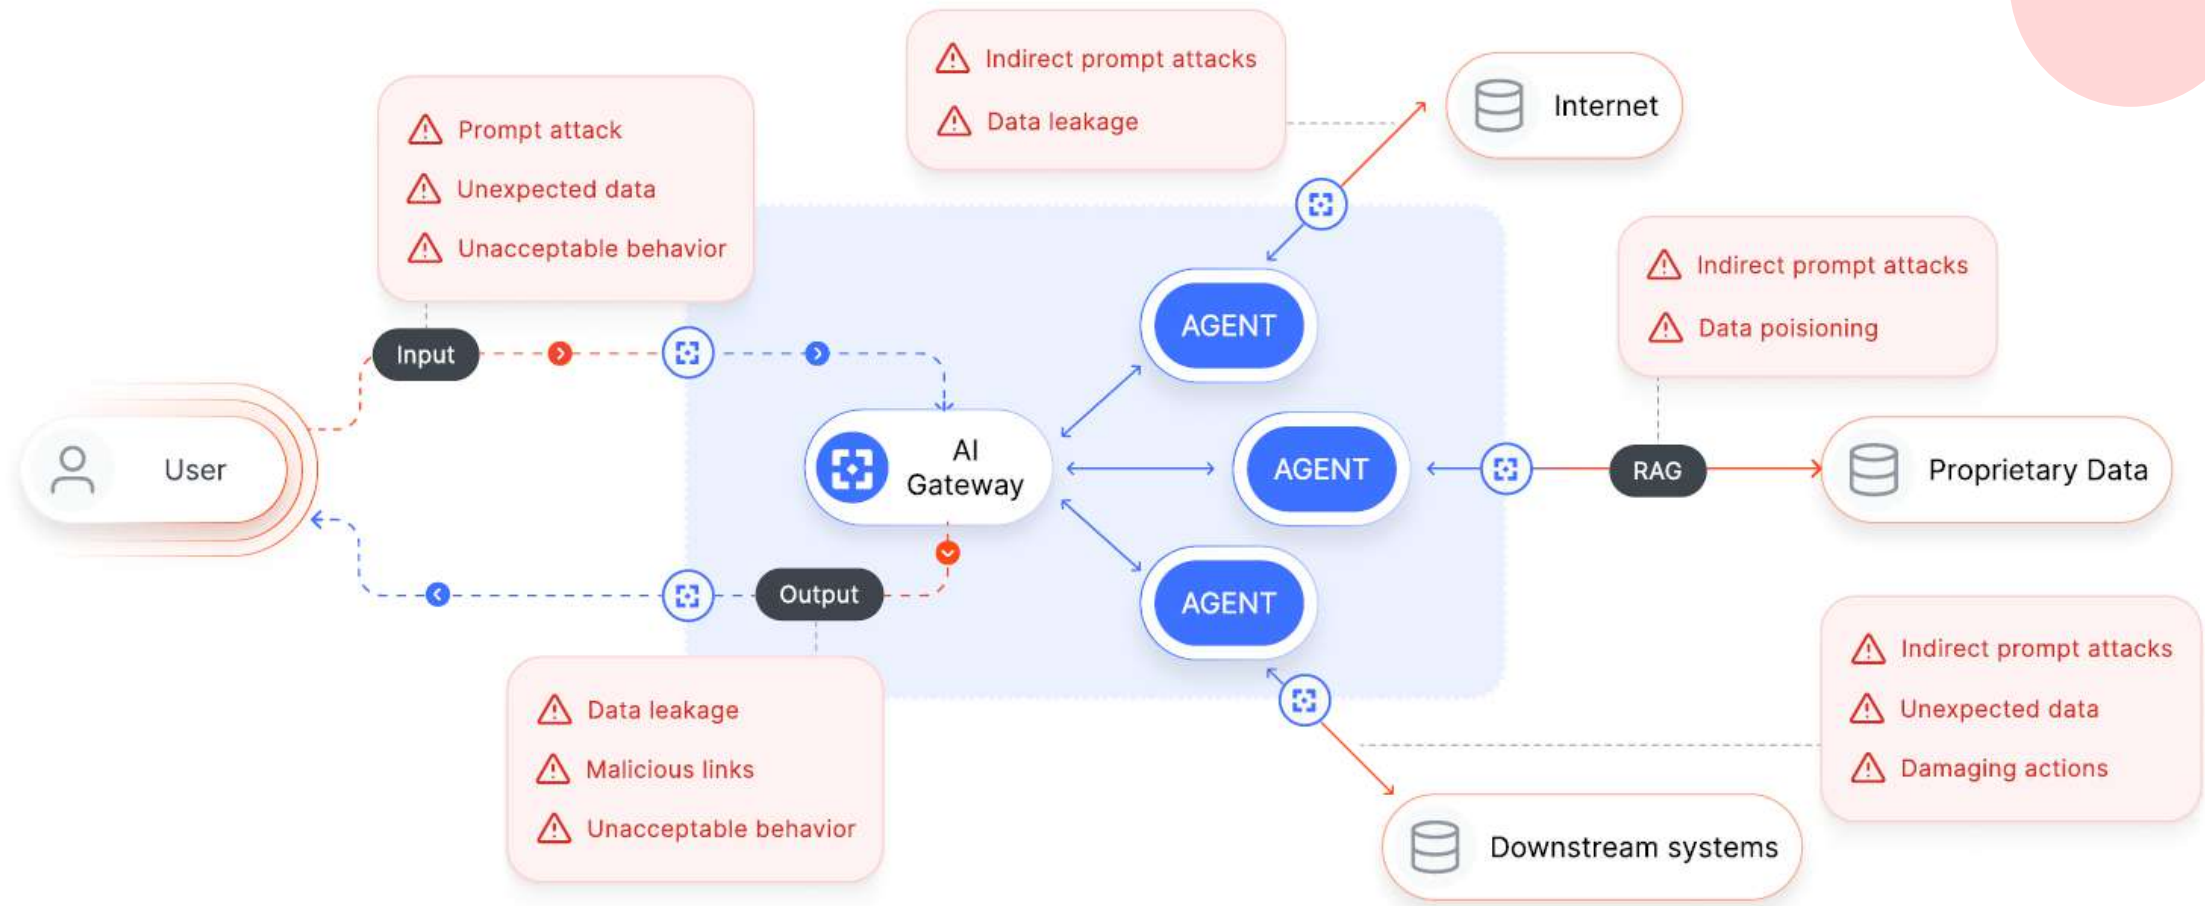 Indirect prompt attacks
Data leakage
Internet
Prompt attack
Unexpected data
Unacceptable behavior
Indirect prompt attacks
Data poisioning
Input
AGENT
User
AI
Gateway
AGENT
RAG
Proprietary Data
Output
AGENT
Data leakage
Malicious links
Unacceptable behavior
Indirect prompt attacks
Unexpected data
Damaging actions
Downstream systems